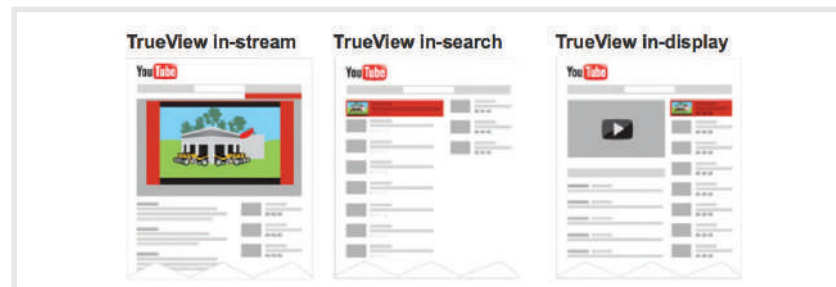 TrueView in-stream
TrueView in-search
TrueView in-display
YouTube
YouTube
YouTube